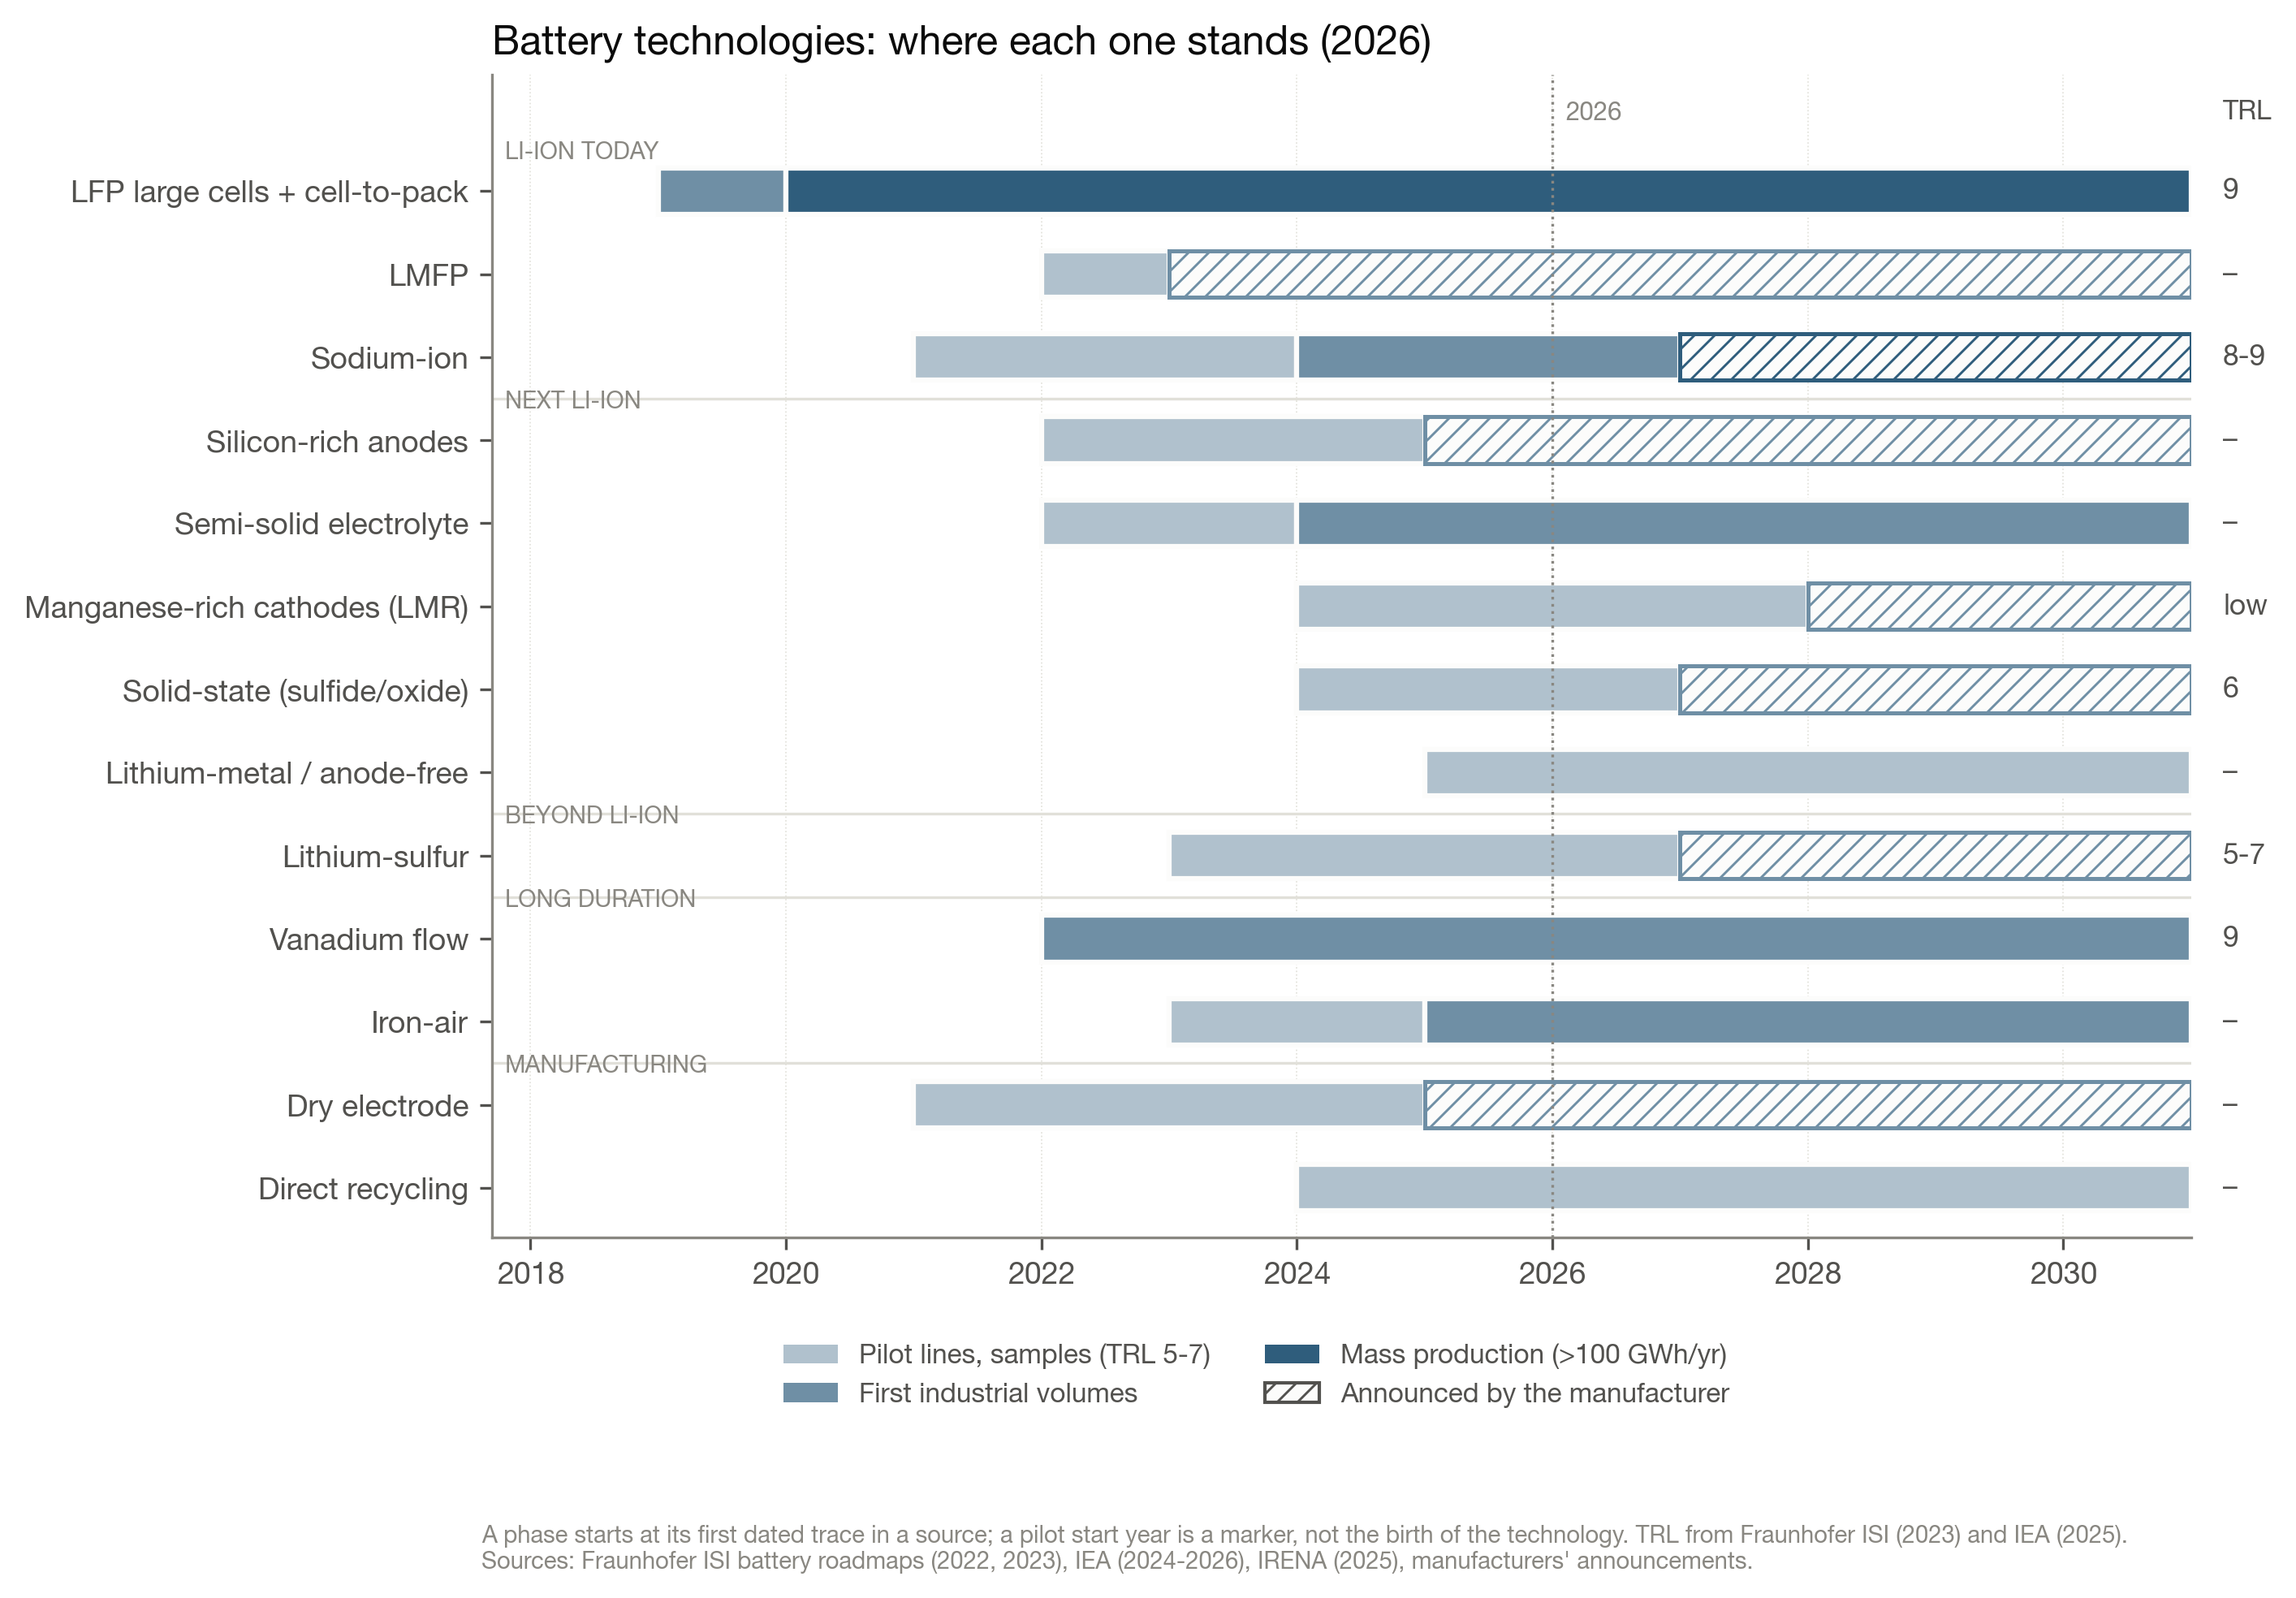 Battery technologies: where each one stands (2026)
2026
TRL
LI-ION TODAY
LFP large cells + cell-to-pack
9
LMFP
–
Sodium-ion
8-9
NEXT LI-ION
Silicon-rich anodes
–
Semi-solid electrolyte
–
Manganese-rich cathodes (LMR)
low
Solid-state (sulfide/oxide)
6
Lithium-metal / anode-free
–
BEYOND LI-ION
Lithium-sulfur
5-7
LONG DURATION
Vanadium flow
9
Iron-air
–
MANUFACTURING
Dry electrode
–
Direct recycling
–
2018 2020 2022 2024 2026 2028 2030
Pilot lines, samples (TRL 5-7)
First industrial volumes
Mass production (>100 GWh/yr)
Announced by the manufacturer
A phase starts at its first dated trace in a source; a pilot start year is a marker, not the birth of the technology. TRL from Fraunhofer ISI (2023) and IEA (2025).
Sources: Fraunhofer ISI battery roadmaps (2022, 2023), IEA (2024-2026), IRENA (2025), manufacturers' announcements.